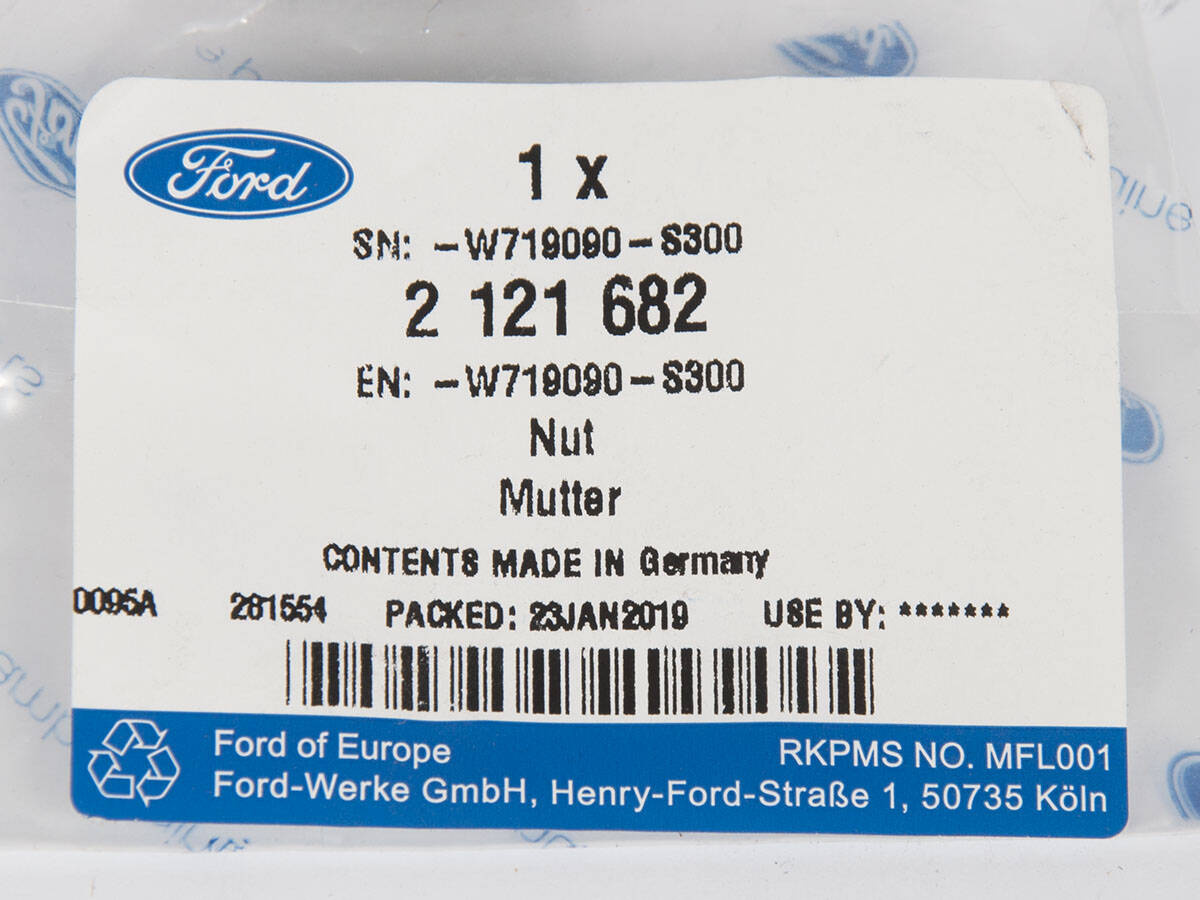 Ford
1 x
SN: -W719090-S300
2 121 682
EN: -W719090-S300
Nut
Mutter
CONTENTS MADE IN Germany
0095A 281554 PACKED: 23JAN2019 USE BY: *******
Ford of Europe RKPMS NO. MFL001
Ford-Werke GmbH, Henry-Ford-Straße 1, 50735 Köln